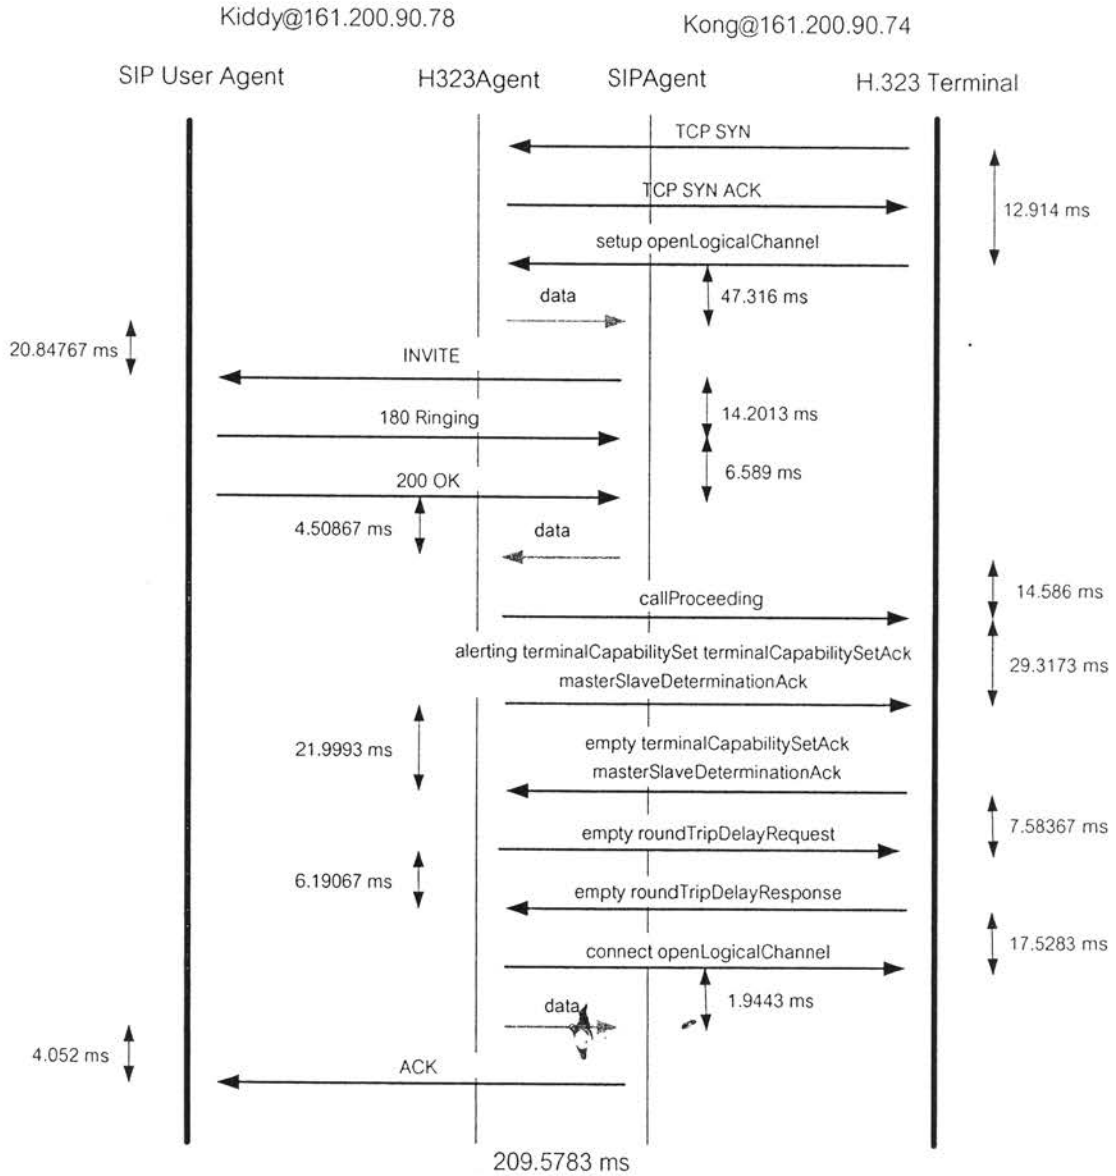 Kiddy@161.200.90.78
Kong@161.200.90.74
SIP User Agent
H323Agent
SIPAgent
H.323 Terminal
TCP SYN
TCP SYN ACK
12.914 ms
setup openLogicalChannel
47.316 ms
data
20.84767 ms
INVITE
14.2013 ms
180 Ringing
6.589 ms
200 OK
4.50867 ms
data
14.586 ms
callProceeding
alerting terminalCapabilitySet terminalCapabilitySetAck
masterSlaveDeterminationAck
29.3173 ms
21.9993 ms
empty terminalCapabilitySetAck
masterSlaveDeterminationAck
7.58367 ms
empty roundTripDelayRequest
6.19067 ms
empty roundTripDelayResponse
17.5283 ms
connect openLogicalChannel
1.9443 ms
data
4.052 ms
ACK
209.5783 ms